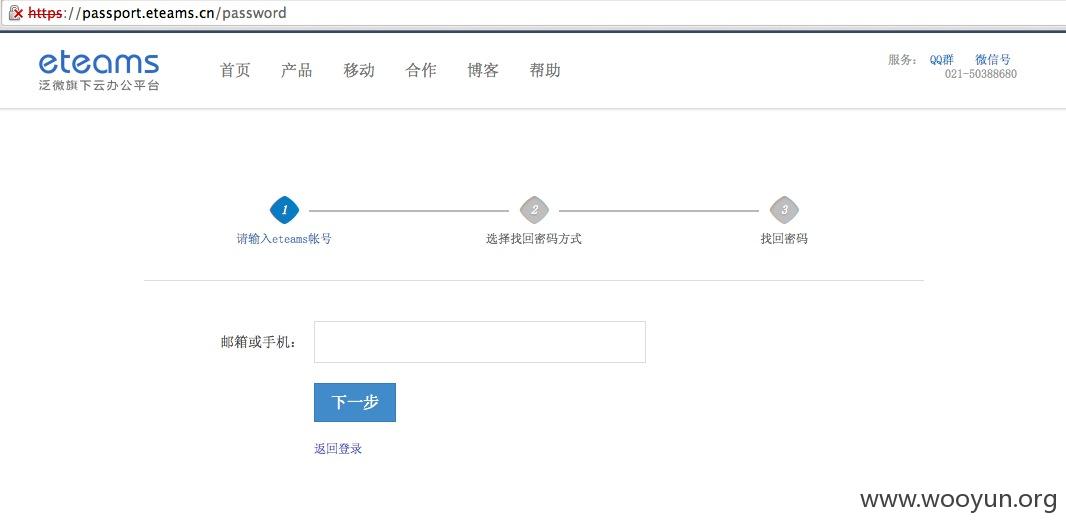 https://passport.eteams.cn/password
eteams
泛微旗下云办公平台
首页 产品 移动 合作 博客 帮助
服务： QQ群 微信号
021-50388680
1 2 3
请输入eteams帐号 选择找回密码方式 找回密码
邮箱或手机：
下一步
返回登录
www.wooyun.org